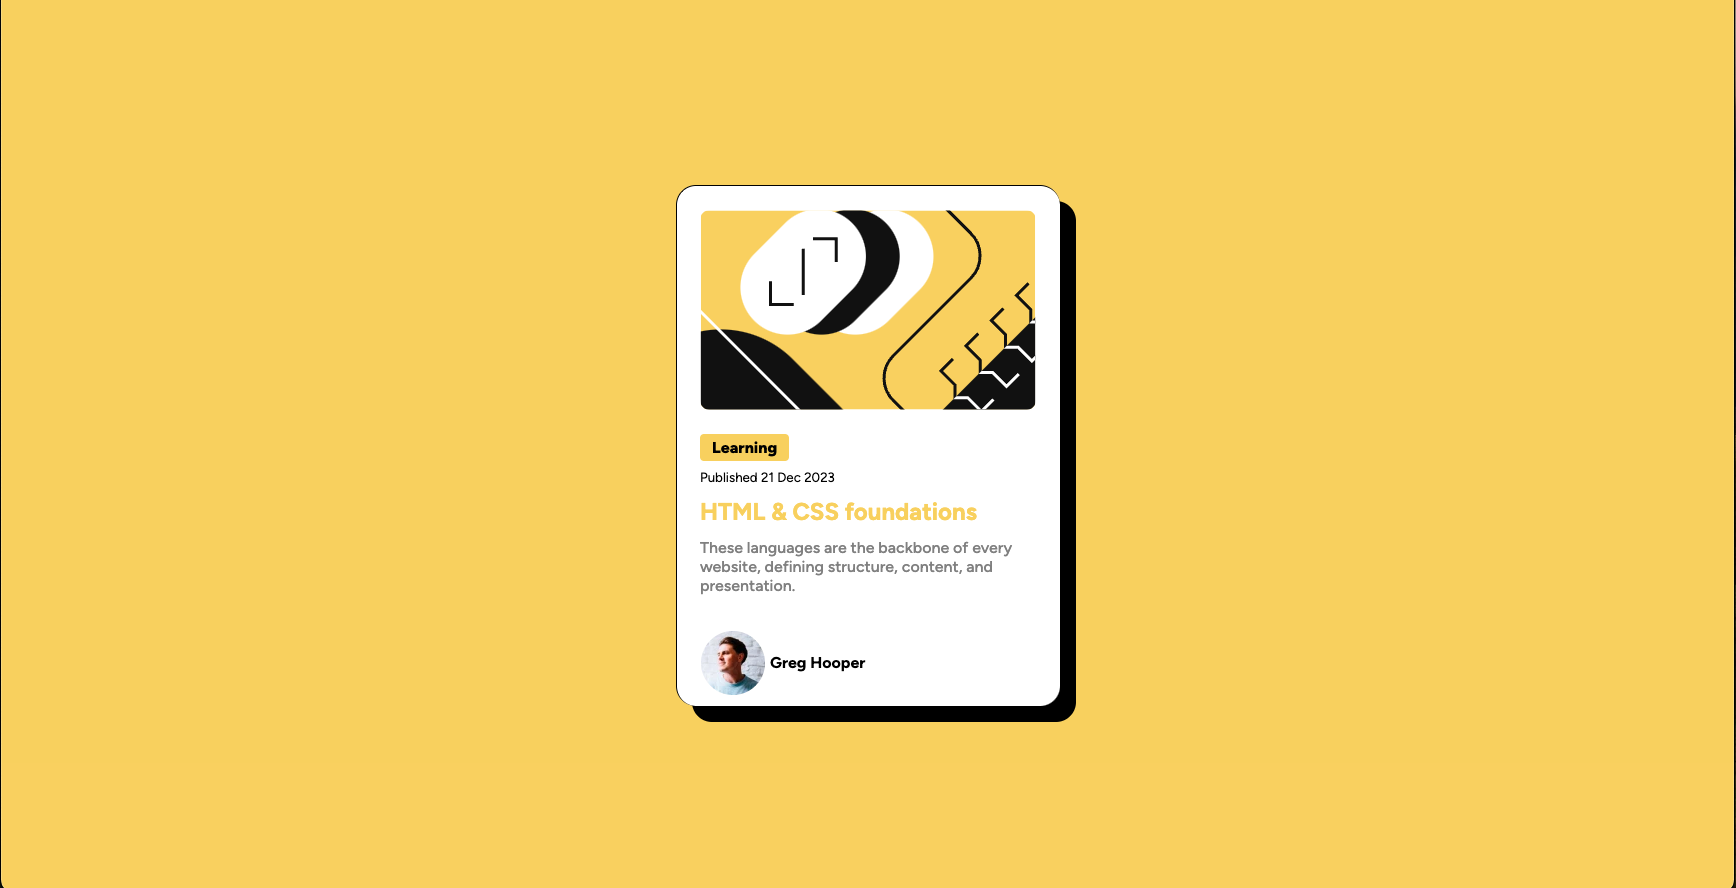 Learning
Published 21 Dec 2023
HTML & CSS foundations
These languages are the backbone of every
website, defining structure, content, and
presentation.
Greg Hooper